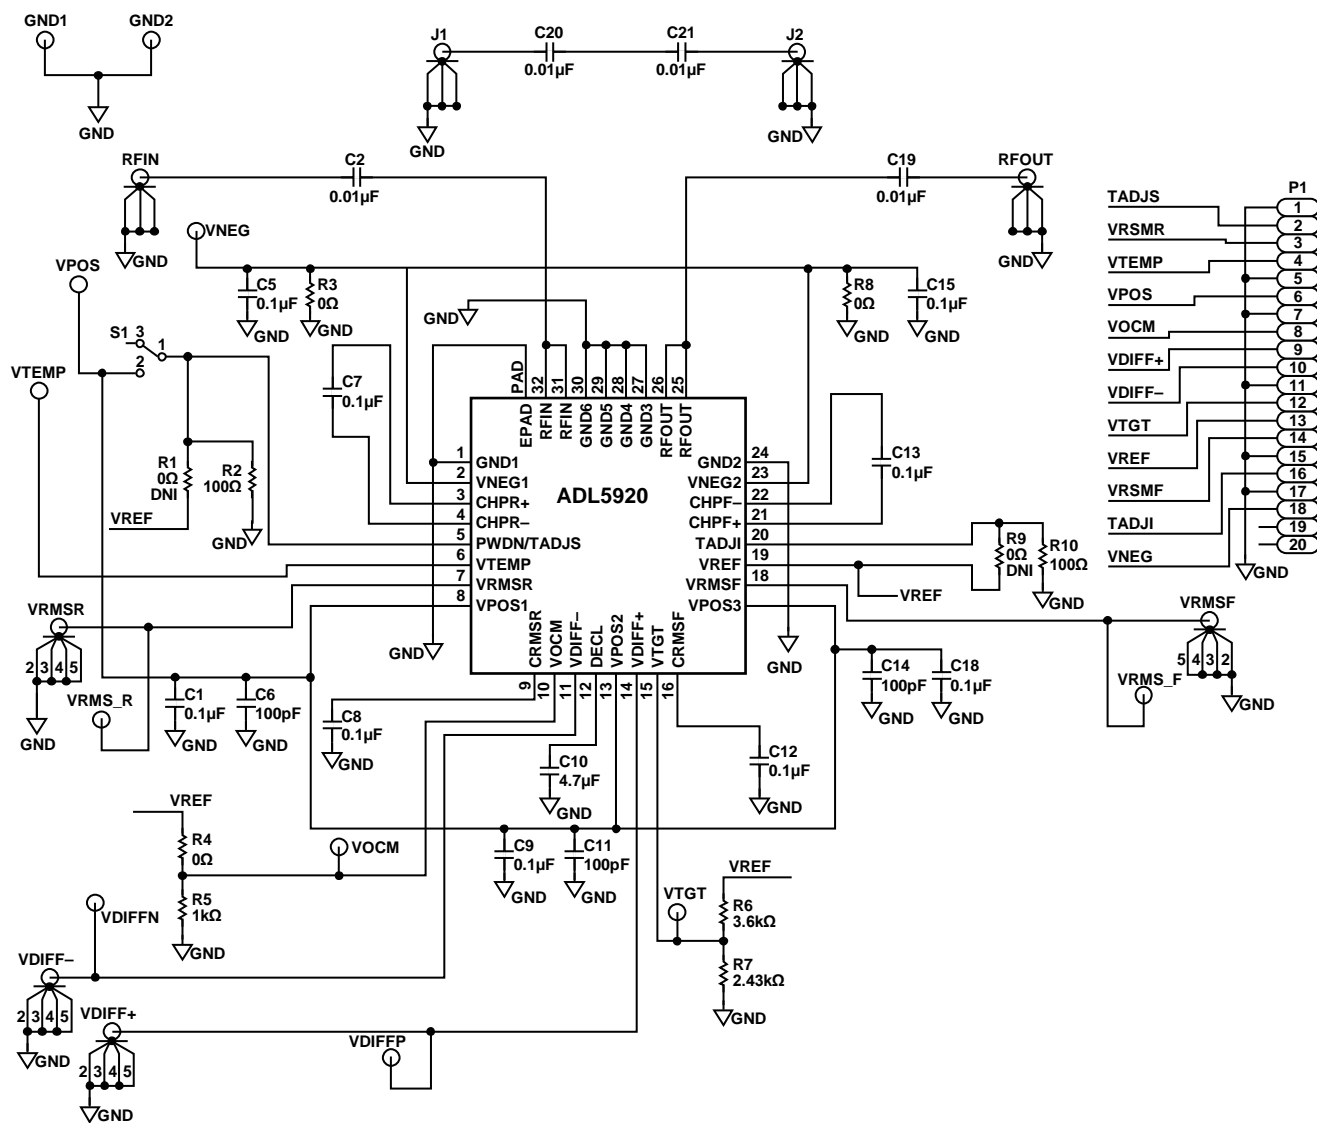 GND1
GND2
GND
J1
C20
0.01µF
C21
0.01µF
J2
GND
GND
RFIN
C2
0.01µF
C19
0.01µF
RFOUT
GND
GND
VNEG
VPOS
C5
0.1µF
GND
R3
0Ω
GND
R8
0Ω
GND
C15
0.1µF
GND
GND
S1
3
1
2
VTEMP
C7
0.1µF
C13
0.1µF
PAD
32
31
30
29
28
27
26
25
EPAD
RFIN
RFIN
GND6
GND5
GND4
GND3
RFOUT
RFOUT
ADL5920
1
GND1
2
VNEG1
3
CHPR+
4
CHPR–
5
PWDN/TADJS
6
VTEMP
7
VRMSR
8
VPOS1
24
GND2
23
VNEG2
22
CHPF–
21
CHPF+
20
TADJI
19
VREF
18
VRMSF
VPOS3
CRMSR
VOCM
VDIFF–
DECL
VPOS2
VDIFF+
VTGT
CRMSF
9
10
11
12
13
14
15
16
R1
0Ω
DNI
R2
100Ω
VREF
GND
R9
0Ω
DNI
R10
100Ω
GND
VREF
GND
GND
VRMSR
2
3
4
5
GND
VRMS_R
C1
0.1µF
GND
C6
100pF
GND
C8
0.1µF
GND
C10
4.7µF
GND
C12
0.1µF
GND
C14
100pF
GND
C18
0.1µF
GND
VRMSF
5
4
3
2
GND
VRMS_F
VREF
R4
0Ω
VOCM
R5
1kΩ
GND
C9
0.1µF
GND
C11
100pF
GND
VTGT
VREF
R6
3.6kΩ
R7
2.43kΩ
GND
VDIFFN
VDIFF–
2
3
4
5
GND
VDIFF+
2
3
4
5
GND
VDIFFP
P1
TADJS
VRSMR
VTEMP
VPOS
VOCM
VDIFF+
VDIFF–
VTGT
VREF
VRSMF
TADJI
VNEG
1
2
3
4
5
6
7
8
9
10
11
12
13
14
15
16
17
18
19
20
GND